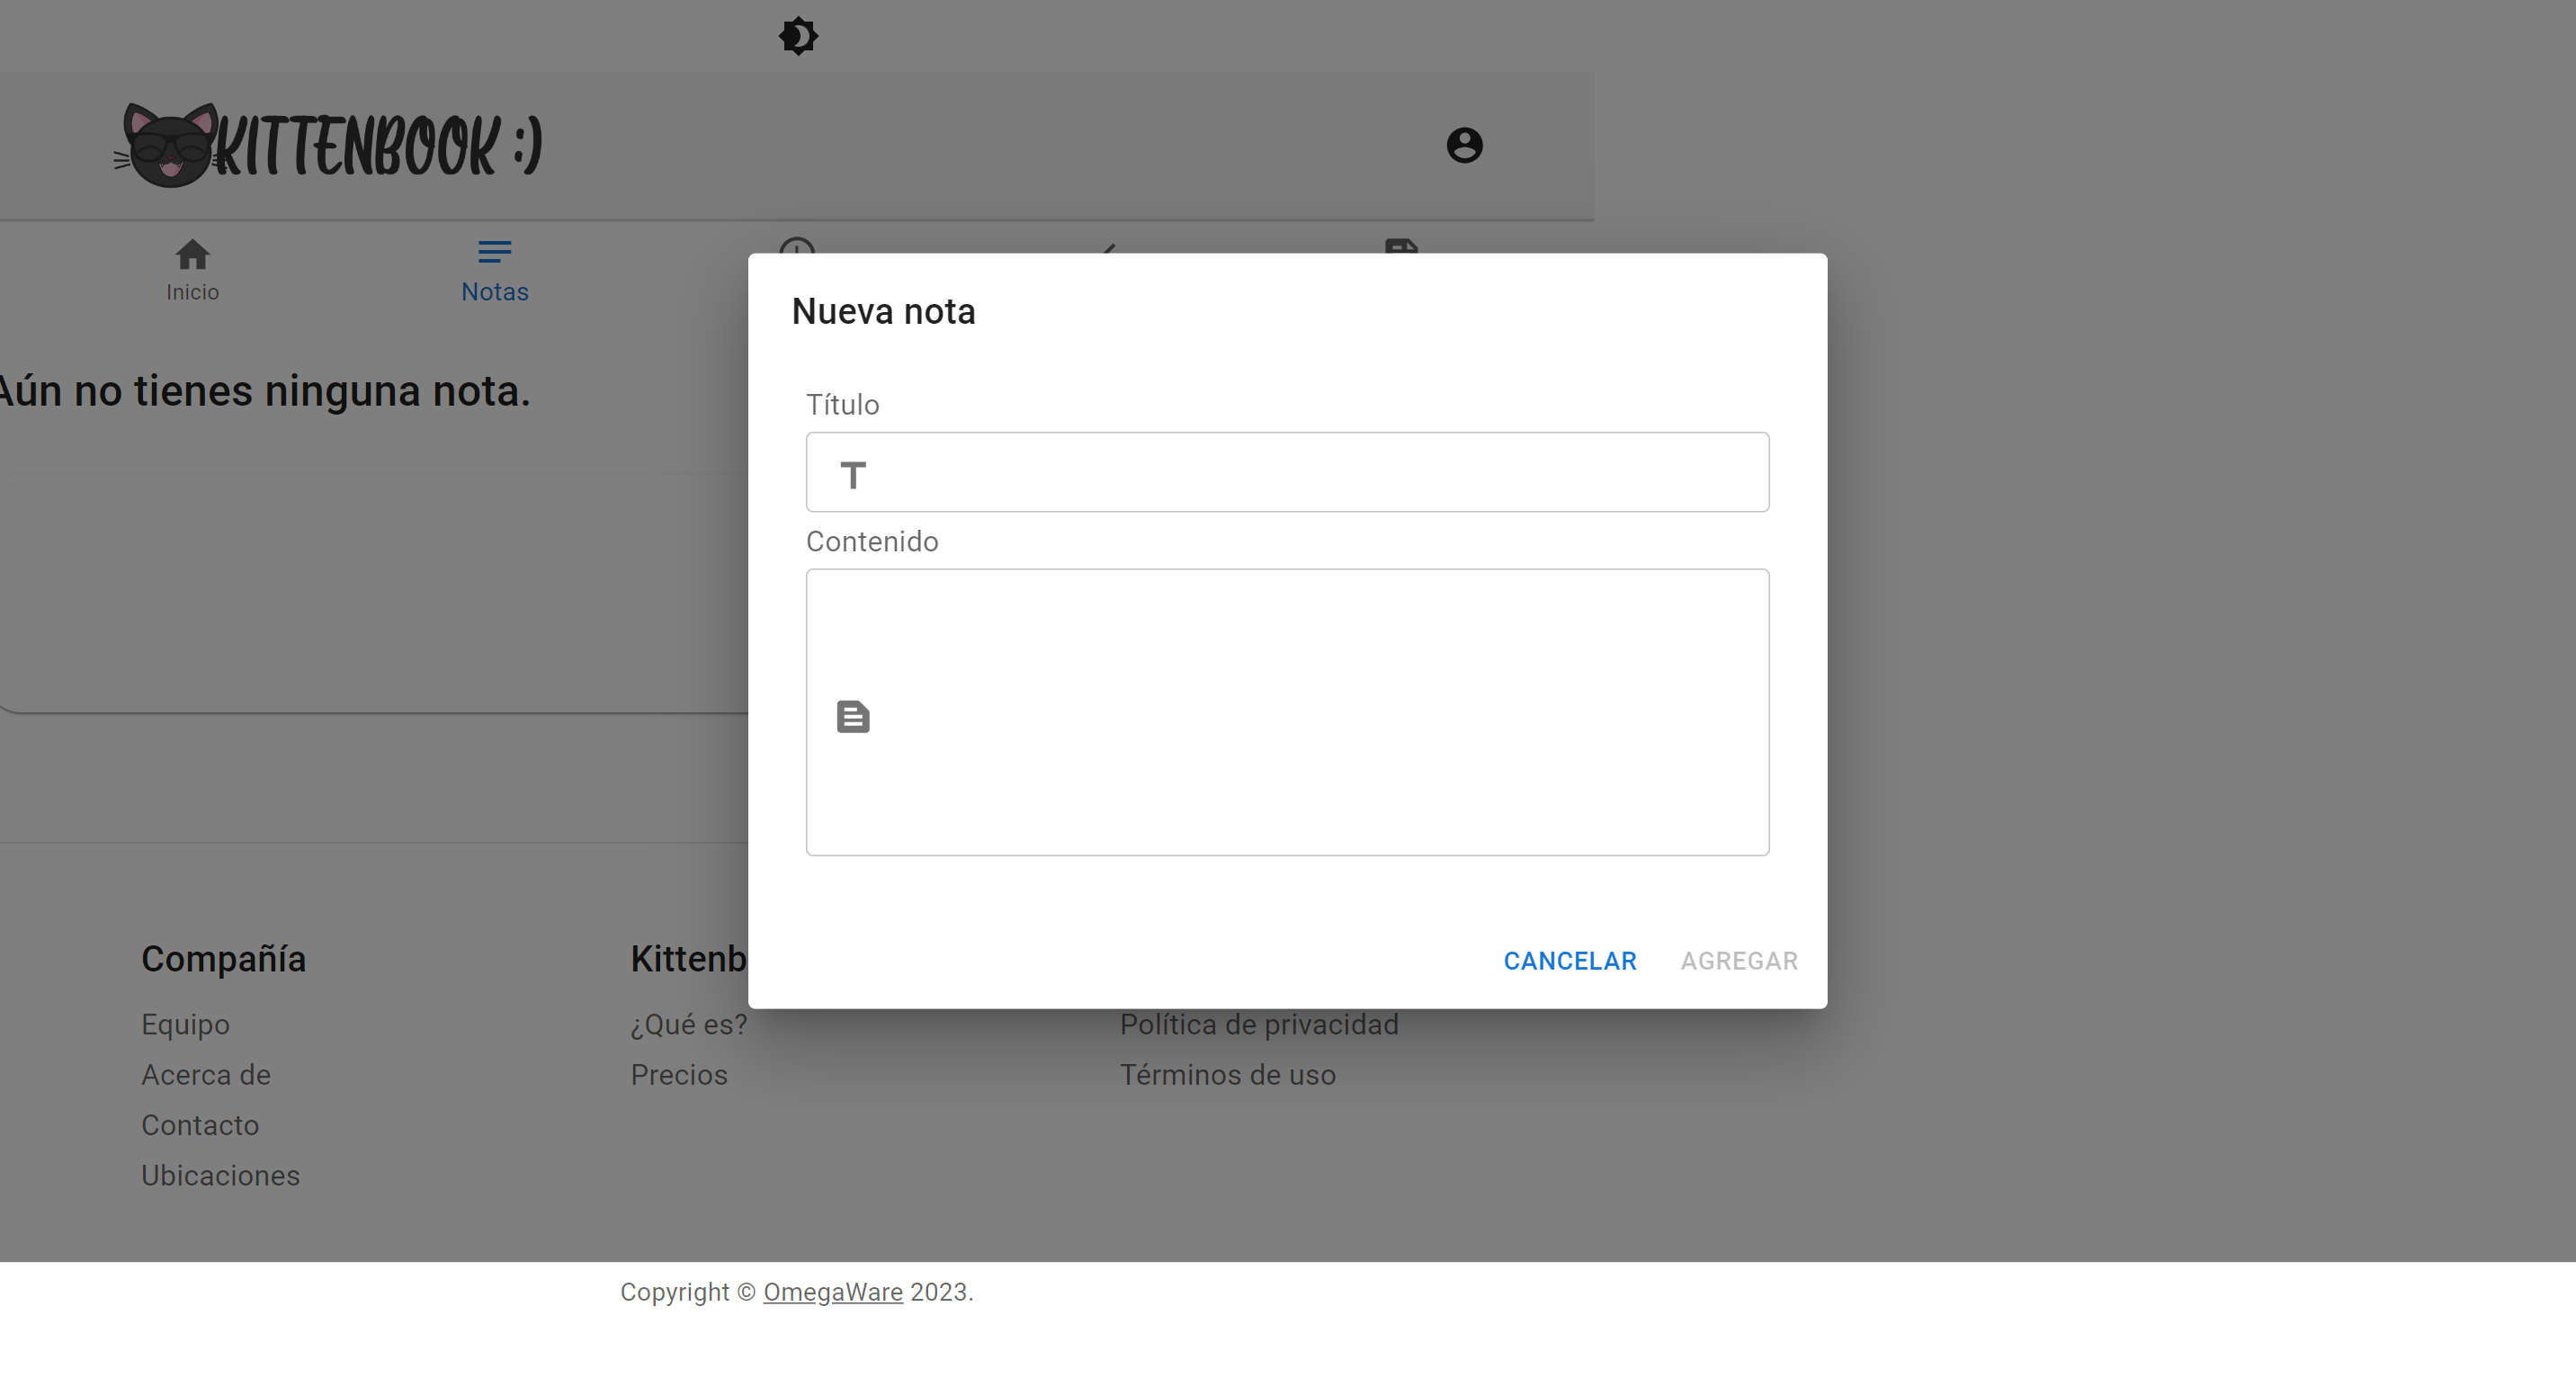 KITTENBOOK :)
Inicio
Notas
Aún no tienes ninguna nota.
Nueva nota
Título
Contenido
CANCELAR AGREGAR
Compañía
Equipo
Acerca de
Contacto
Ubicaciones
Kittenb
¿Qué es?
Precios
Política de privacidad
Términos de uso
Copyright © OmegaWare 2023.